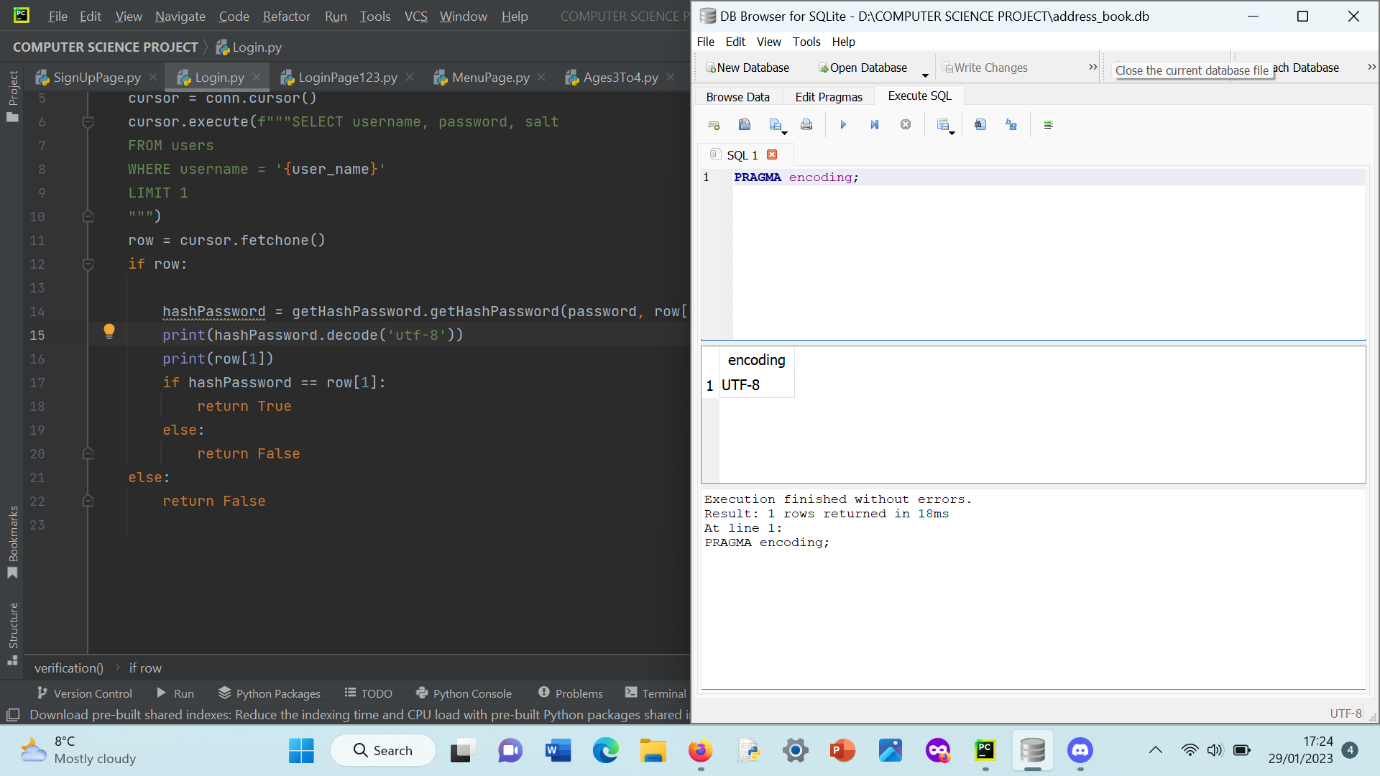 File Edit View Navigate Code Refactor Run Tools VCS Window Help COMPUTER SCIENCE P
COMPUTER SCIENCE PROJECT Login.py
SignUpPage.py Login.py LoginPage123.py MenuPage.py Ages3To4.py
Project
Bookmarks
Structure
5 cursor = conn.cursor()
6 cursor.execute(f"""SELECT username, password, salt
7 FROM users
8 WHERE username = '{user_name}'
9 LIMIT 1
10 """)
11 row = cursor.fetchone()
12 if row:
13
14 hashPassword = getHashPassword.getHashPassword(password, row[
15 print(hashPassword.decode('utf-8'))
16 print(row[1])
17 if hashPassword == row[1]:
18 return True
19 else:
20 return False
21 else:
22 return False
23
verification() if row
Version Control Run Python Packages TODO Python Console Problems Terminal
Download pre-built shared indexes: Reduce the indexing time and CPU load with pre-built Python packages shared i
DB Browser for SQLite - D:\COMPUTER SCIENCE PROJECT\address_book.db
File Edit View Tools Help
New Database Open Database Write Changes » Close the current database file ach Database »
Browse Data Edit Pragmas Execute SQL
SQL 1
1 PRAGMA encoding;
encoding
1 UTF-8
Execution finished without errors.
Result: 1 rows returned in 18ms
At line 1:
PRAGMA encoding;
UTF-8
8°C
Mostly cloudy
Search
17:24
29/01/2023
4